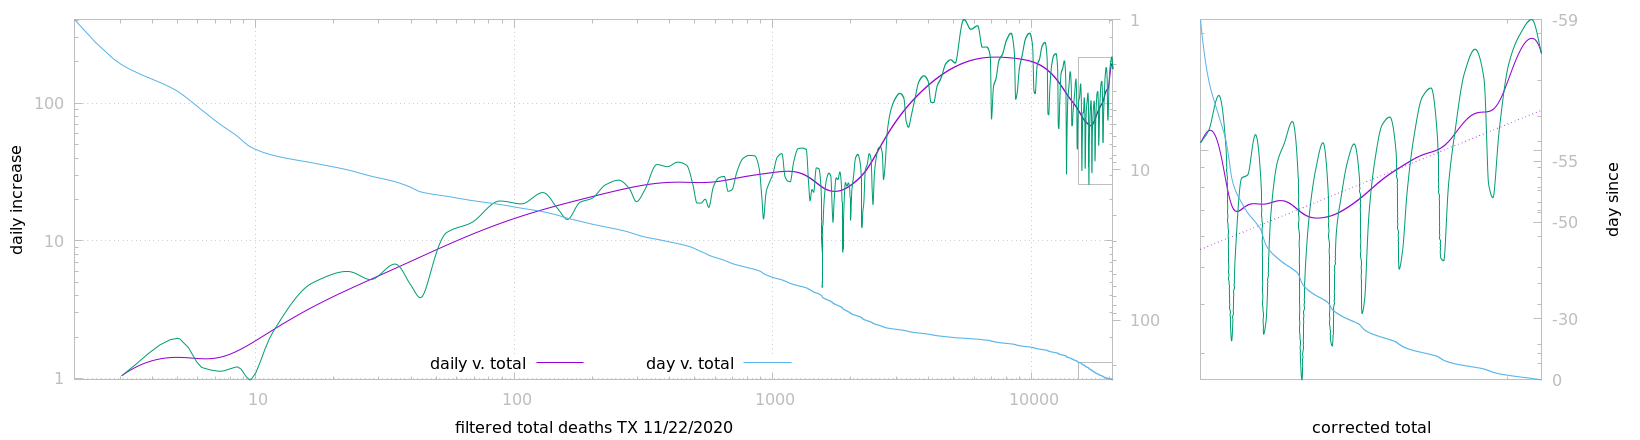 daily increase
100
10
1
daily v. total
day v. total
10
100
1000
10000
filtered total deaths TX 11/22/2020
1
10
100
-59
-55
-50
-30
0
day since
corrected total